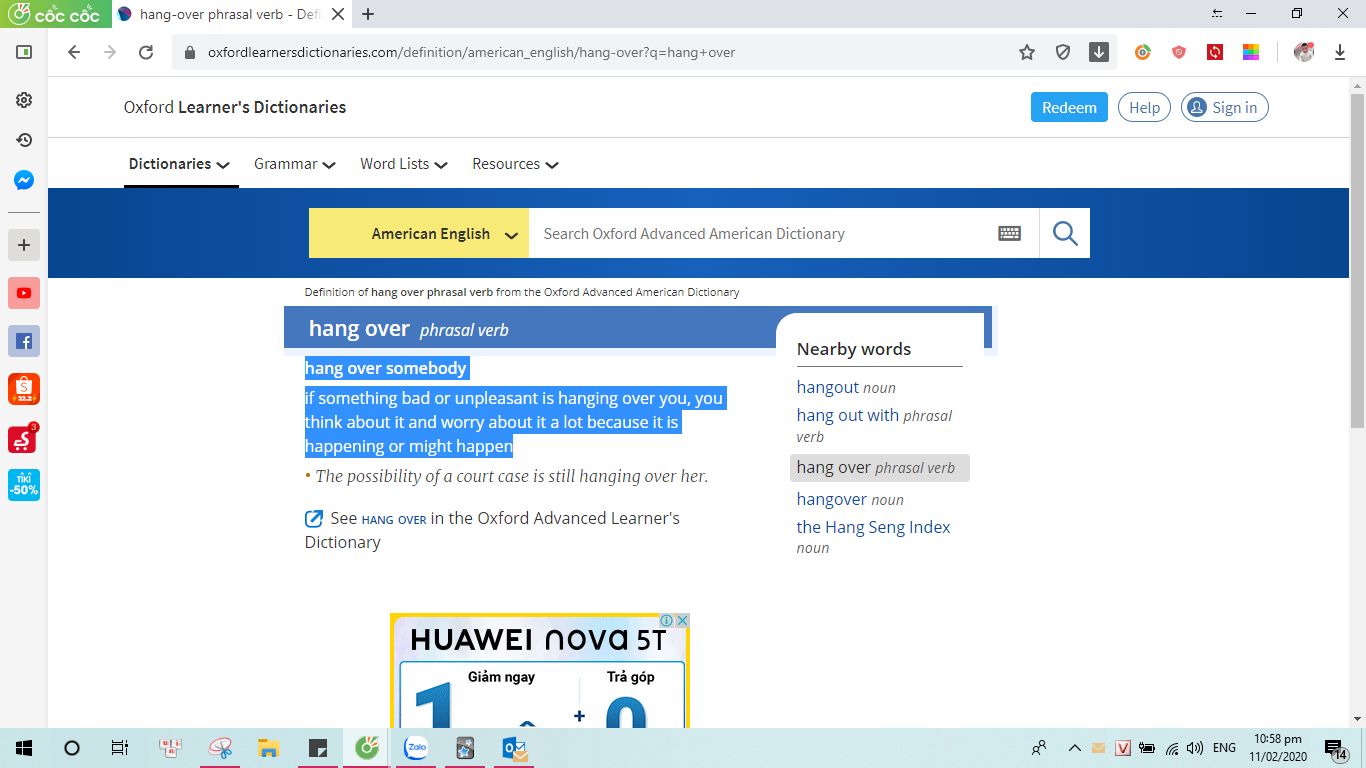 cốc cốc
hang-over phrasal verb - Defi
oxfordlearnersdictionaries.com/definition/american_english/hang-over?q=hang+over
Oxford Learner's Dictionaries
Redeem
Help
Sign in
Dictionaries
Grammar
Word Lists
Resources
American English
Search Oxford Advanced American Dictionary
Definition of hang over phrasal verb from the Oxford Advanced American Dictionary
hang over phrasal verb
hang over somebody
if something bad or unpleasant is hanging over you, you
think about it and worry about it a lot because it is
happening or might happen
• The possibility of a court case is still hanging over her.
See HANG OVER in the Oxford Advanced Learner's
Dictionary
Nearby words
hangout noun
hang out with phrasal
verb
hang over phrasal verb
hangover noun
the Hang Seng Index
noun
22.2
3
TIKI
-50%
HUAWEI nova 5T
Giảm ngay
Trả góp
1
+
0
Zalo
V
ENG
10:58 pm
11/02/2020
14